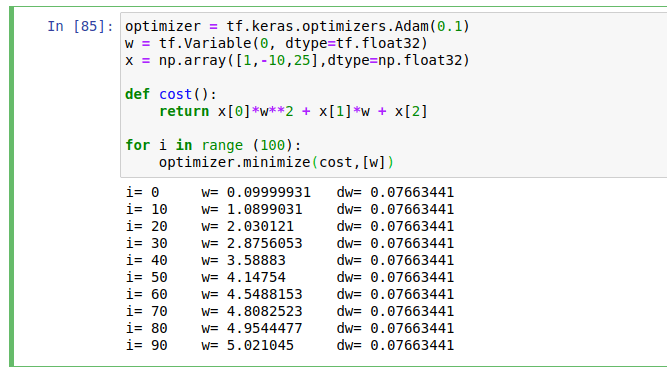 In [85]: optimizer = tf.keras.optimizers.Adam(0.1)
w = tf.Variable(0, dtype=tf.float32)
x = np.array([1,-10,25],dtype=np.float32)
def cost():
return x[0]*w**2 + x[1]*w + x[2]
for i in range (100):
optimizer.minimize(cost,[w])
i= 0 w= 0.09999931 dw= 0.07663441
i= 10 w= 1.0899031 dw= 0.07663441
i= 20 w= 2.030121 dw= 0.07663441
i= 30 w= 2.8756053 dw= 0.07663441
i= 40 w= 3.58883 dw= 0.07663441
i= 50 w= 4.14754 dw= 0.07663441
i= 60 w= 4.5488153 dw= 0.07663441
i= 70 w= 4.8082523 dw= 0.07663441
i= 80 w= 4.9544477 dw= 0.07663441
i= 90 w= 5.021045 dw= 0.07663441